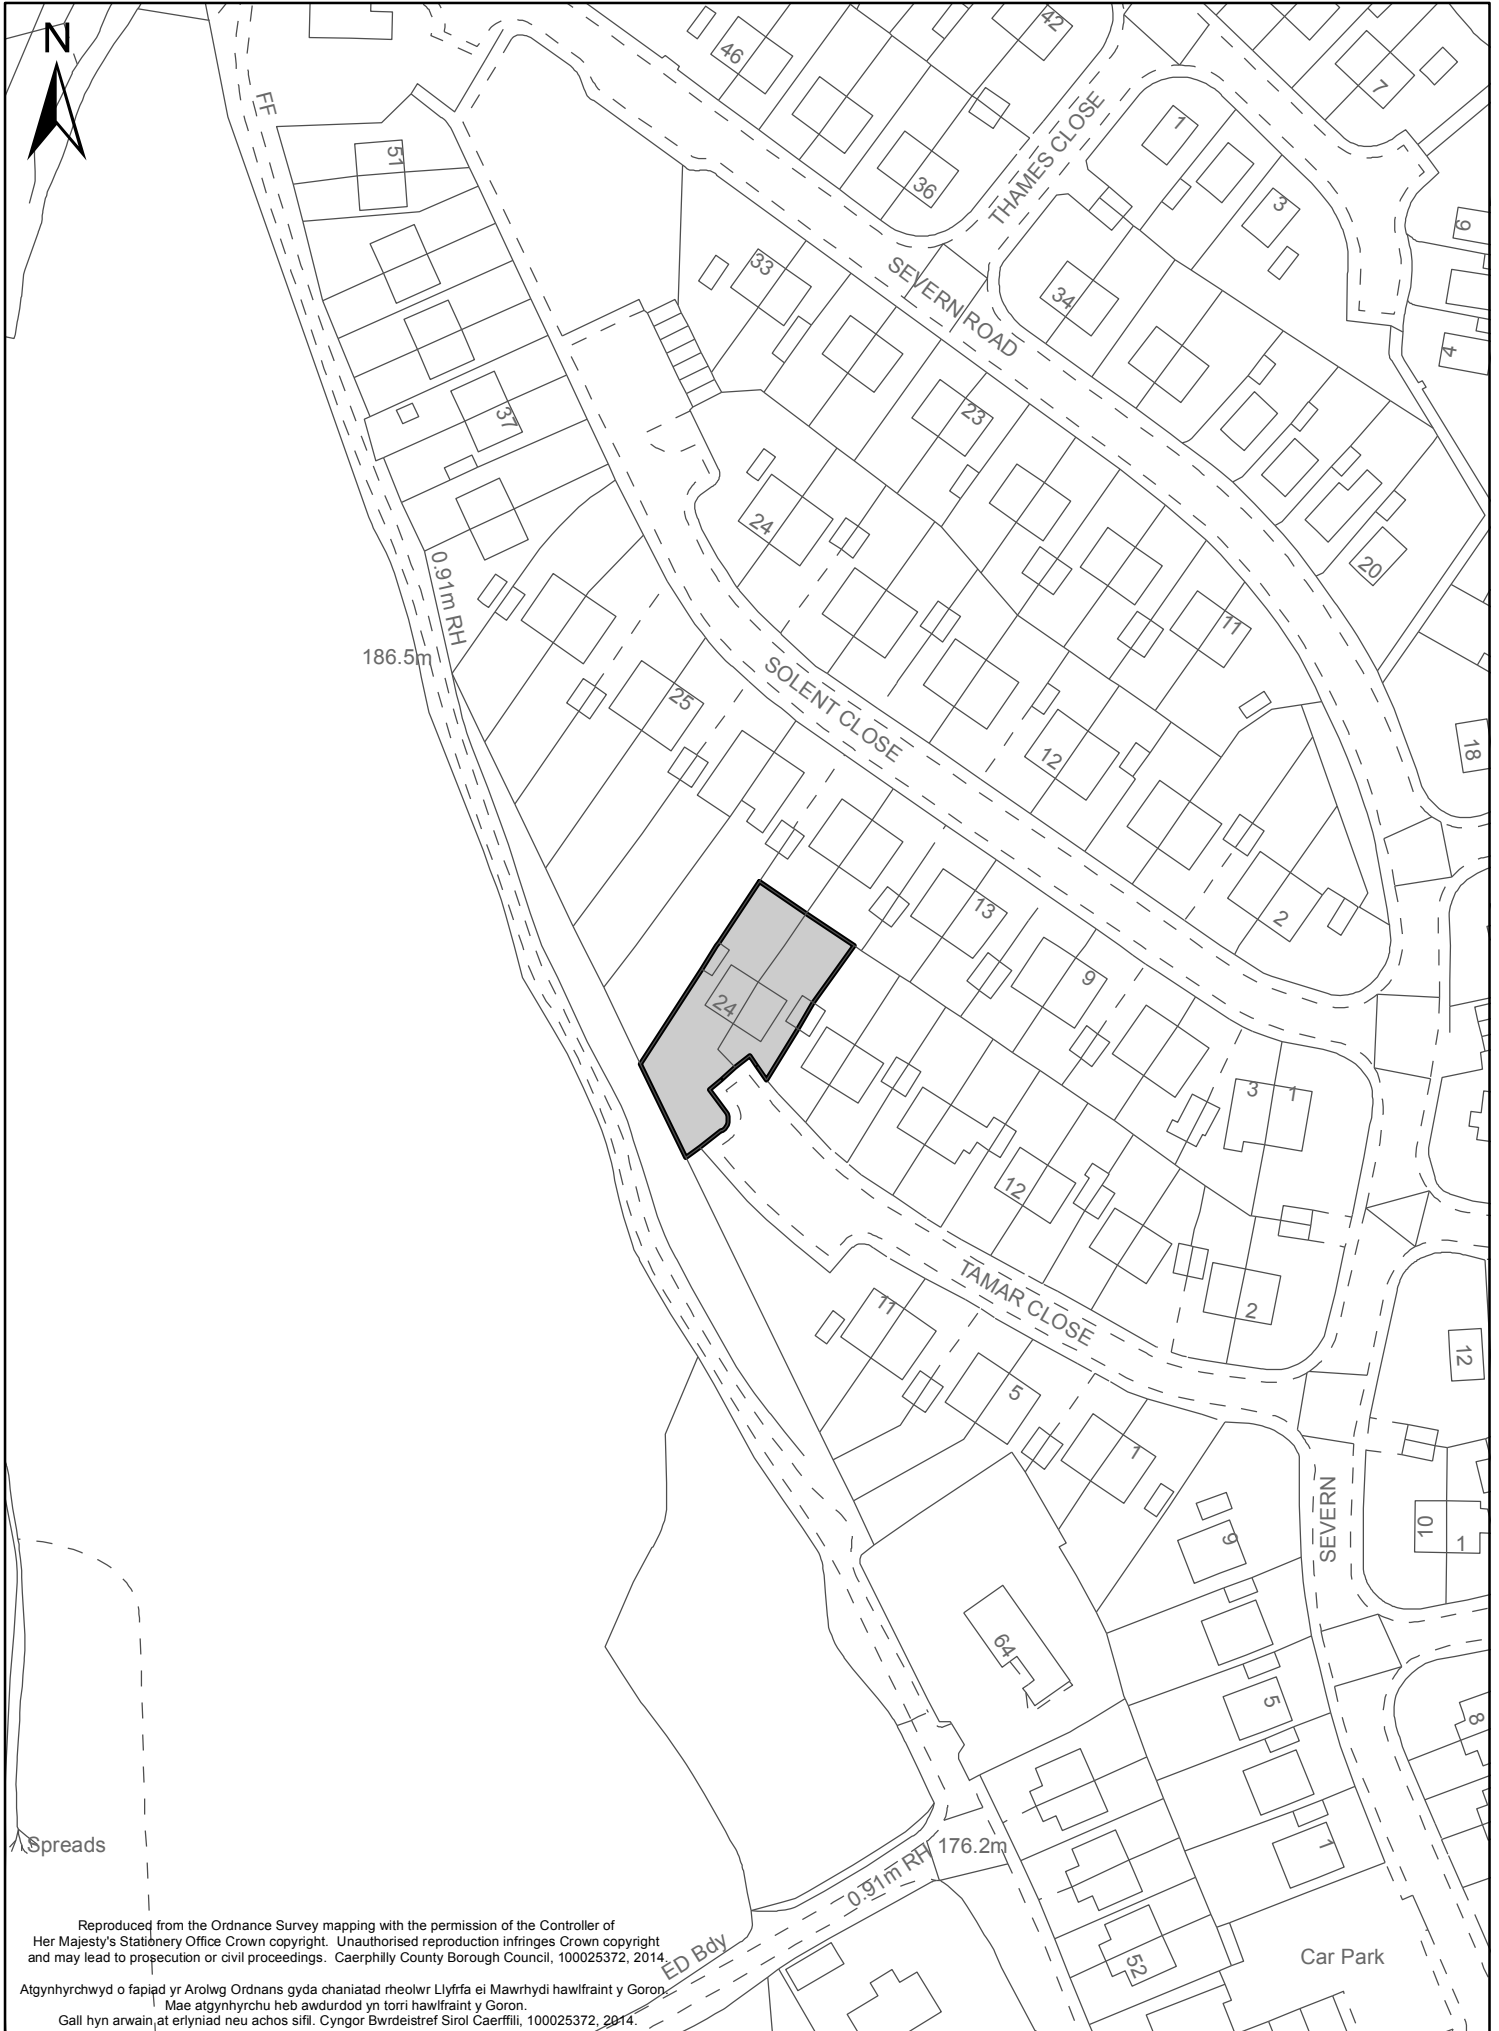 N
42
46
FF
THAMES CLOSE
1
7
51
36
3
6
33
SEVERN ROAD
34
4
37
23
24
20
0.91m RH
11
186.5m
SOLENT CLOSE
25
12
18
13
2
9
24
3 1
12
TAMAR CLOSE
11
2
12
5
1
SEVERN
10
1
9
64
5
8
Spreads
1
176.2m
0.91m RH
ED Bdy
52
Car Park
Reproduced from the Ordnance Survey mapping with the permission of the Controller of
Her Majesty's Stationery Office Crown copyright. Unauthorised reproduction infringes Crown copyright
and may lead to prosecution or civil proceedings. Caerphilly County Borough Council, 100025372, 2014.
Atgynhyrchwyd o fapiad yr Arolwg Ordnans gyda chaniatad rheolwr Llyfrfa ei Mawrhydi hawlfraint y Goron.
Mae atgynhyrchu heb awdurdod yn torri hawlfraint y Goron.
Gall hyn arwain at erlyniad neu achos sifil. Cyngor Bwrdeistref Sirol Caerffili, 100025372, 2014.